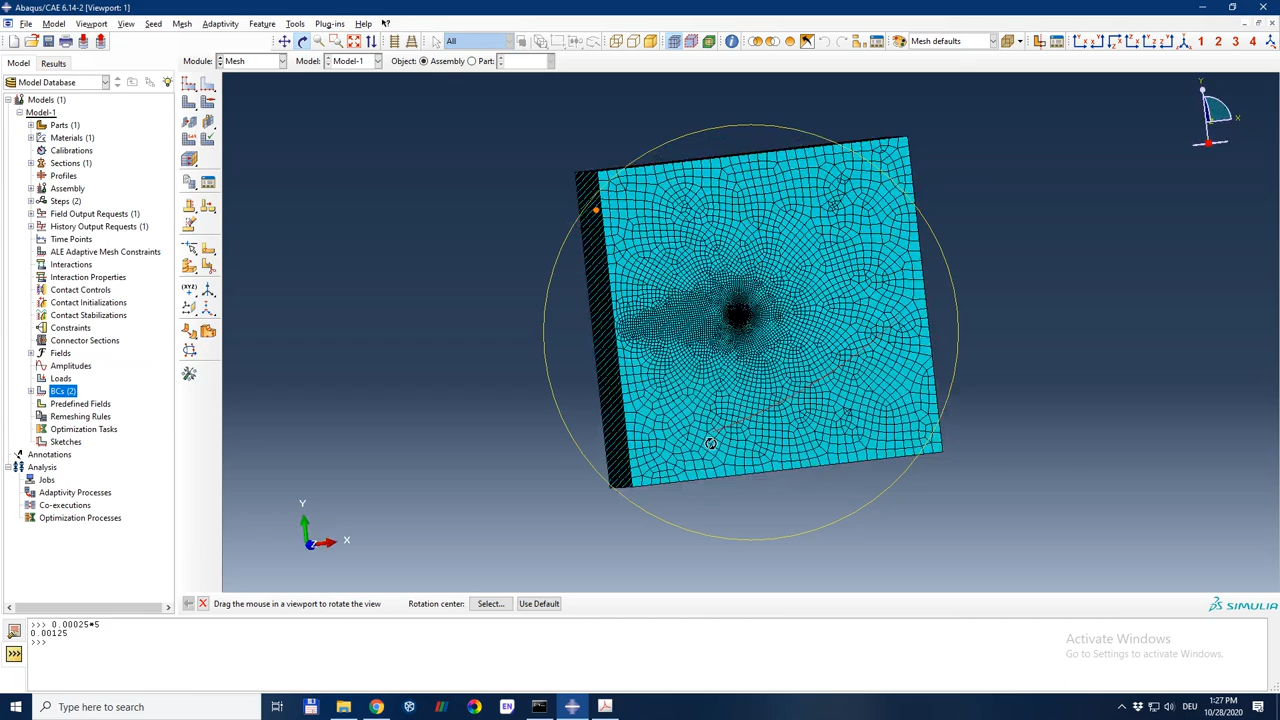 Abaqus/CAE 6.14-2 [Viewport: 1]
File Model Viewport View Seed Mesh Adaptivity Feature Tools Plug-ins Help
All
Mesh defaults
1 2 3 4
Model Results
Module: Mesh Model: Model-1 Object: Assembly Part:
Model Database
Models (1)
Model-1
Parts (1)
Materials (1)
Calibrations
Sections (1)
Profiles
Assembly
Steps (2)
Field Output Requests (1)
History Output Requests (1)
Time Points
ALE Adaptive Mesh Constraints
Interactions
Interaction Properties
Contact Controls
Contact Initializations
Contact Stabilizations
Constraints
Connector Sections
Fields
Amplitudes
Loads
BCs (2)
Predefined Fields
Remeshing Rules
Optimization Tasks
Sketches
Annotations
Analysis
Jobs
Adaptivity Processes
Co-executions
Optimization Processes
(XYZ)
Y
X
Y
X
Z
Drag the mouse in a viewport to rotate the view Rotation center: Select... Use Default
SIMULIA
>>> 0.00025*5
0.00125
>>>
>>>
Activate Windows
Go to Settings to activate Windows.
Type here to search
EN
DEU
1:27 PM
10/28/2020